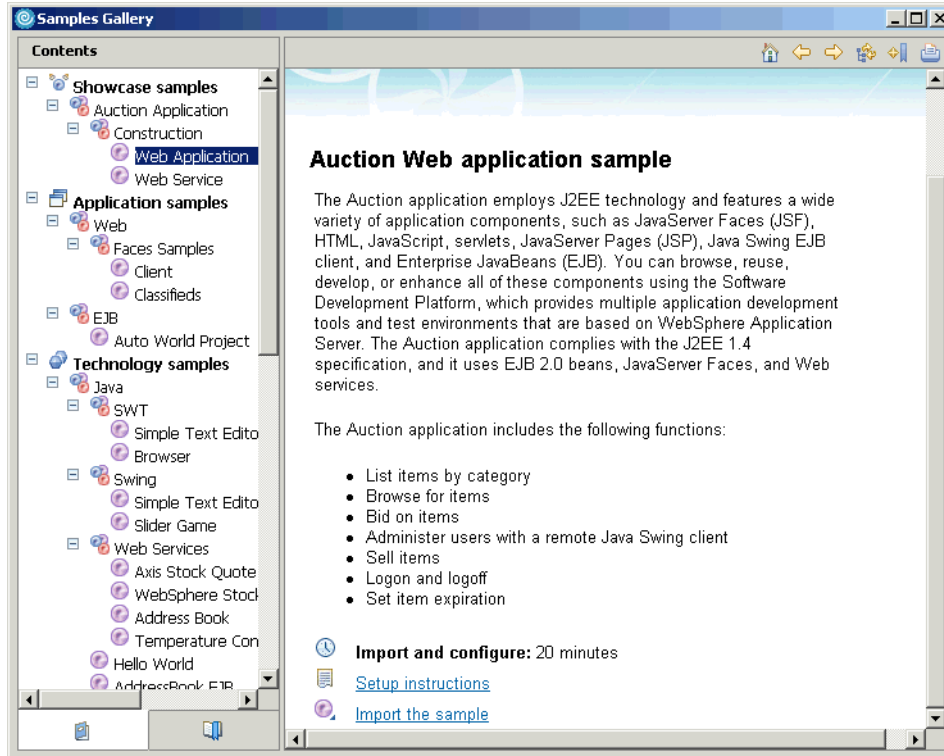 Samples Gallery
Contents
Showcase samples
Auction Application
Construction
Web Application
Web Service
Application samples
Web
Faces Samples
Client
Classifieds
EJB
Auto World Project
Technology samples
Java
SWT
Simple Text Edito
Browser
Swing
Simple Text Edito
Slider Game
Web Services
Axis Stock Quote
WebSphere Stock
Address Book
Temperature Con
Hello World
AddressBook EJB
Auction Web application sample
The Auction application employs J2EE technology and features a wide
variety of application components, such as JavaServer Faces (JSF),
HTML, JavaScript, servlets, JavaServer Pages (JSP), Java Swing EJB
client, and Enterprise JavaBeans (EJB). You can browse, reuse,
develop, or enhance all of these components using the Software
Development Platform, which provides multiple application development
tools and test environments that are based on WebSphere Application
Server. The Auction application complies with the J2EE 1.4
specification, and it uses EJB 2.0 beans, JavaServer Faces, and Web
services.
The Auction application includes the following functions:
• List items by category
• Browse for items
• Bid on items
• Administer users with a remote Java Swing client
• Sell items
• Logon and logoff
• Set item expiration
Import and configure: 20 minutes
Setup instructions
Import the sample